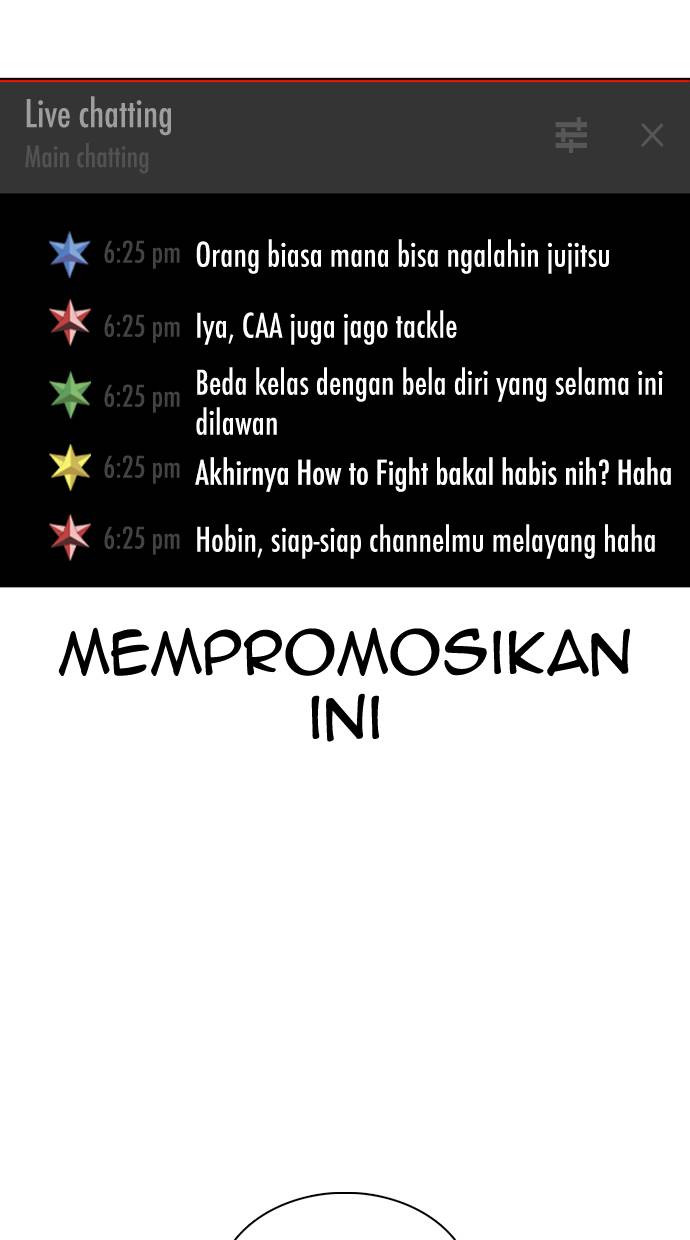 Live chatting
Main chatting
6:25 pm Orang biasa mana bisa ngalahin jujitsu
6:25 pm Iya, CAA juga jago tackle
6:25 pm Beda kelas dengan bela diri yang selama ini
dilawan
6:25 pm Akhirnya How to Fight bakal habis nih? Haha
6:25 pm Hobin, siap-siap channelmu melayang haha
MEMPROMOSIKAN
INI